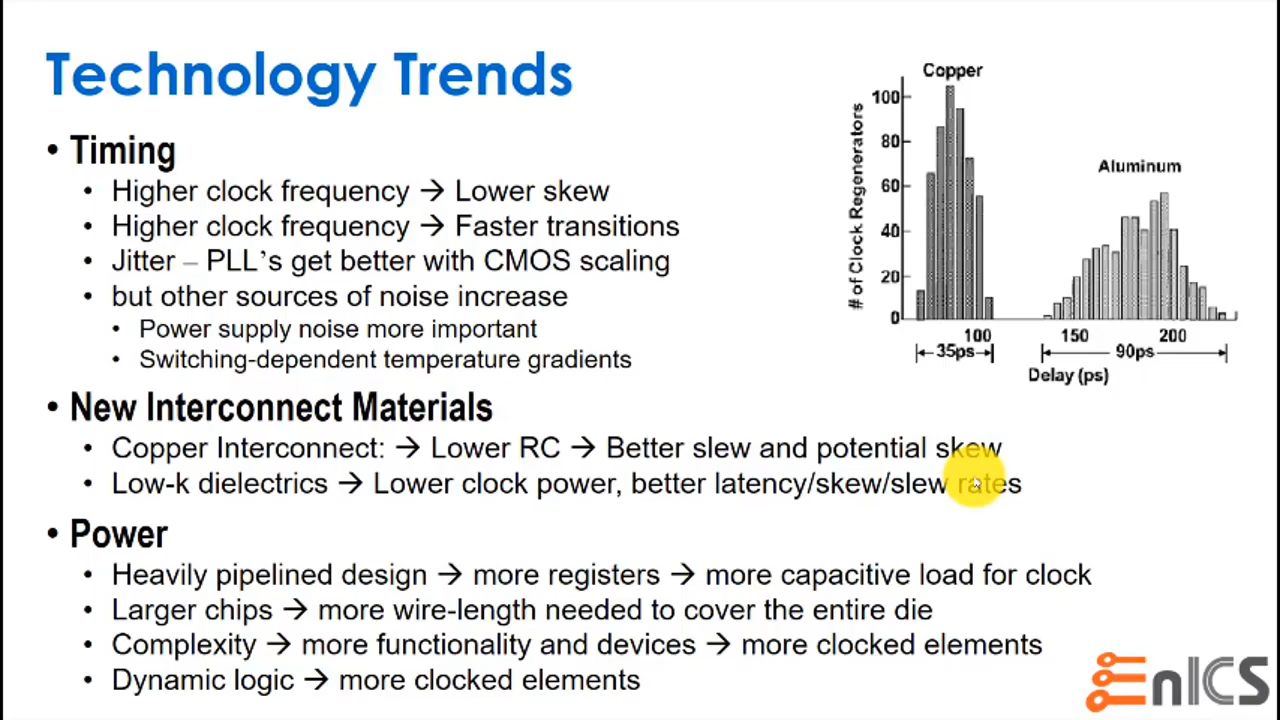 Technology Trends
• Timing
• Higher clock frequency → Lower skew
• Higher clock frequency → Faster transitions
• Jitter – PLL’s get better with CMOS scaling
• but other sources of noise increase
• Power supply noise more important
• Switching-dependent temperature gradients
• New Interconnect Materials
• Copper Interconnect: → Lower RC → Better slew and potential skew
• Low-k dielectrics → Lower clock power, better latency/skew/slew rates
• Power
• Heavily pipelined design → more registers → more capacitive load for clock
• Larger chips → more wire-length needed to cover the entire die
• Complexity → more functionality and devices → more clocked elements
• Dynamic logic → more clocked elements
Copper
Aluminum
# of Clock Regenerators
100
80
60
40
20
0
100 150 200
35ps 90ps
Delay (ps)
EnICS